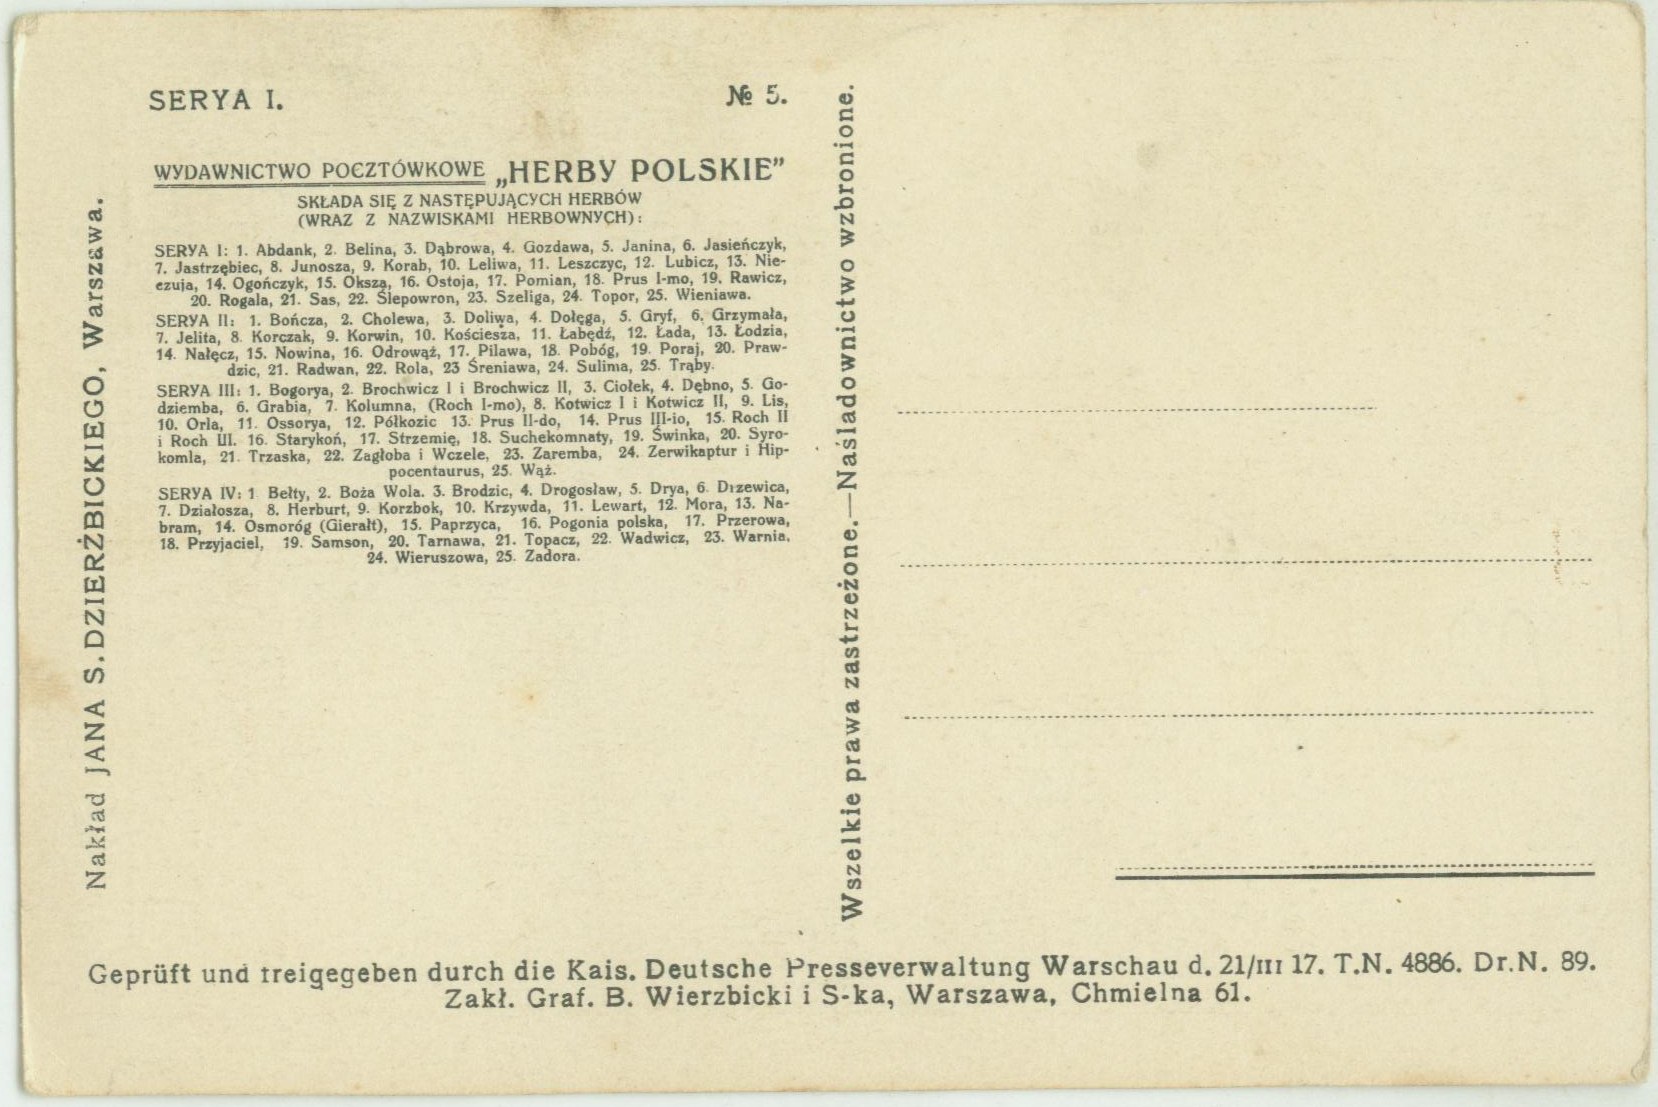 SERYA I.
№ 5.
WYDAWNICTWO POCZTÓWKOWE „HERBY POLSKIE”
SKŁADA SIĘ Z NASTĘPUJĄCYCH HERBÓW
(WRAZ Z NAZWISKAMI HERBOWNYCH):
SERYA I: 1. Abdank, 2. Belina, 3. Dąbrowa, 4. Gozdawa, 5. Janina, 6. Jasieńczyk,
7. Jastrzębiec, 8. Junosza, 9. Korab, 10. Leliwa, 11. Leszczyc, 12. Lubicz, 13. Nie-
czuja, 14. Ogończyk, 15. Oksza, 16. Ostoja, 17. Pomian, 18. Prus I-mo, 19. Rawicz,
20. Rogala, 21. Sas, 22. Ślepowron, 23. Szeliga, 24. Topor, 25. Wieniawa.
SERYA II: 1. Bończa, 2. Cholewa, 3. Doliwa, 4. Dołęga, 5. Gryf, 6. Grzymała,
7. Jelita, 8. Korczak, 9. Korwin, 10. Kościesza, 11. Łabędź, 12. Łada, 13. Łodzia,
14. Nałęcz, 15. Nowina, 16. Odrowąż, 17. Pilawa, 18. Pobóg, 19. Poraj, 20. Praw-
dzic, 21. Radwan, 22. Rola, 23 Śreniawa, 24. Sulima, 25. Trąby.
SERYA III: 1. Bogorya, 2. Brochwicz I i Brochwicz II, 3. Ciołek, 4. Dębno, 5. Go-
dziemba, 6. Grabia, 7. Kolumna, (Roch I-mo), 8. Kotwicz I i Kotwicz II, 9. Lis,
10. Orla, 11. Ossorya, 12. Półkozic 13. Prus II-do, 14. Prus III-io, 15. Roch II
i Roch III. 16. Starykoń, 17. Strzemię, 18. Suchekomnaty, 19. Świnka, 20. Syro-
komla, 21. Trzaska, 22. Zagłoba i Wczele, 23. Zaremba, 24. Zerwikaptur i Hip-
pocentaurus, 25. Wąż.
SERYA IV: 1 Bełty, 2. Boża Wola. 3. Brodzic, 4. Drogosław, 5. Drya, 6. Drzewica,
7. Działosza, 8. Herburt, 9. Korzbok, 10. Krzywda, 11. Lewart, 12. Mora, 13. Na-
bram, 14. Osmoróg (Gierałt), 15. Paprzyca, 16. Pogonia polska, 17. Przerowa,
18. Przyjaciel, 19. Samson, 20. Tarnawa, 21. Topacz, 22. Wadwicz, 23. Warnia.
24. Wieruszowa, 25. Zadora.
Nakład JANA S. DZIERŻBICKIEGO, Warszawa.
Wszelkie prawa zastrzeżone.—Naśladownictwo wzbronione.
Geprüft und freigegeben durch die Kais. Deutsche Presseverwaltung Warschau d. 21/III 17. T.N. 4886. Dr.N. 89.
Zakł. Graf. B. Wierzbicki i S-ka, Warszawa, Chmielna 61.